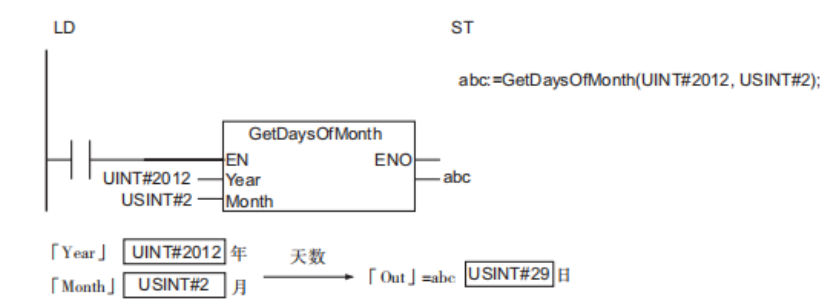 LD
ST
abc:=GetDaysOfMonth(UINT#2012, USINT#2);
GetDaysOfMonth
EN ENO
UINT#2012 Year abc
USINT#2 Month
「Year」 UINT#2012 年
天数
「Month」 USINT#2 月
「Out」=abc USINT#29 日